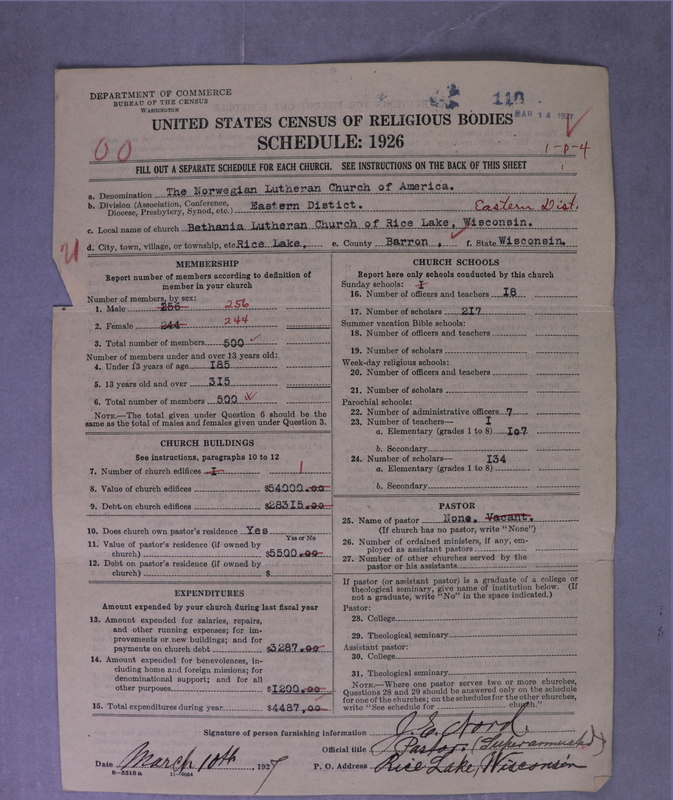 DEPARTMENT OF COMMERCE
BUREAU OF THE CENSUS
WASHINGTON
110
MAR 14 1927
UNITED STATES CENSUS OF RELIGIOUS BODIES
SCHEDULE: 1926
00
1-P-4
FILL OUT A SEPARATE SCHEDULE FOR EACH CHURCH. SEE INSTRUCTIONS ON THE BACK OF THIS SHEET
a. Denomination The Norwegian Lutheran Church of America.
b. Division (Association, Conference, Diocese, Presbytery, Synod, etc.) Eastern Distict. Eastern Dist.
c. Local name of church Bethania Lutheran Church of Rice Lake, Wisconsin.
d. City, town, village, or township, etc Rice Lake, e. County Barron, f. State Wisconsin.
MEMBERSHIP
Report number of members according to definition of
member in your church
Number of members, by sex:
1. Male 256 256
2. Female 244 244
3. Total number of members 500
Number of members under and over 13 years old:
4. Under 13 years of age I85
5. 13 years old and over 3I5
6. Total number of members 500
NOTE.—The total given under Question 6 should be the
same as the total of males and females given under Question 3.
CHURCH BUILDINGS
See instructions, paragraphs 10 to 12
7. Number of church edifices I 1
8. Value of church edifices $54000.00
9. Debt on church edifices $28315.00
10. Does church own pastor's residence Yes
Yes or No
11. Value of pastor's residence (if owned by
church) $5500.00
12. Debt on pastor's residence (if owned by
church) $
EXPENDITURES
Amount expended by your church during last fiscal year
13. Amount expended for salaries, repairs,
and other running expenses; for im-
provements or new buildings; and for
payments on church debt $3287.00
14. Amount expended for benevolences, in-
cluding home and foreign missions; for
denominational support; and for all
other purposes $1200.00
15. Total expenditures during year $4487.00
CHURCH SCHOOLS
Report here only schools conducted by this church
Sunday schools: I
16. Number of officers and teachers I8
17. Number of scholars 2I7
Summer vacation Bible schools:
18. Number of officers and teachers
19. Number of scholars
Week-day religious schools:
20. Number of officers and teachers
21. Number of scholars
Parochial schools:
22. Number of administrative officers 7
23. Number of teachers— I
a. Elementary (grades 1 to 8) Io7
b. Secondary
24. Number of scholars— I34
a. Elementary (grades 1 to 8)
b. Secondary
PASTOR
25. Name of pastor None. Vacant.
(If church has no pastor, write "None")
26. Number of ordained ministers, if any, em-
ployed as assistant pastors
27. Number of other churches served by the
pastor or his assistants
If pastor (or assistant pastor) is a graduate of a college or
theological seminary, give name of institution below. (If
not a graduate, write "No" in the space indicated.)
Pastor:
28. College
29. Theological seminary
Assistant pastor:
30. College
31. Theological seminary
NOTE.—Where one pastor serves two or more churches,
Questions 28 and 29 should be answered only on the schedule
for one of the churches; on the schedules for the other churches,
write "See schedule for church."
Signature of person furnishing information J. E. Nord.
Official title Pastor. (Superannuated)
Date March 10th, 1927 P. O. Address Rice Lake, Wisconsin